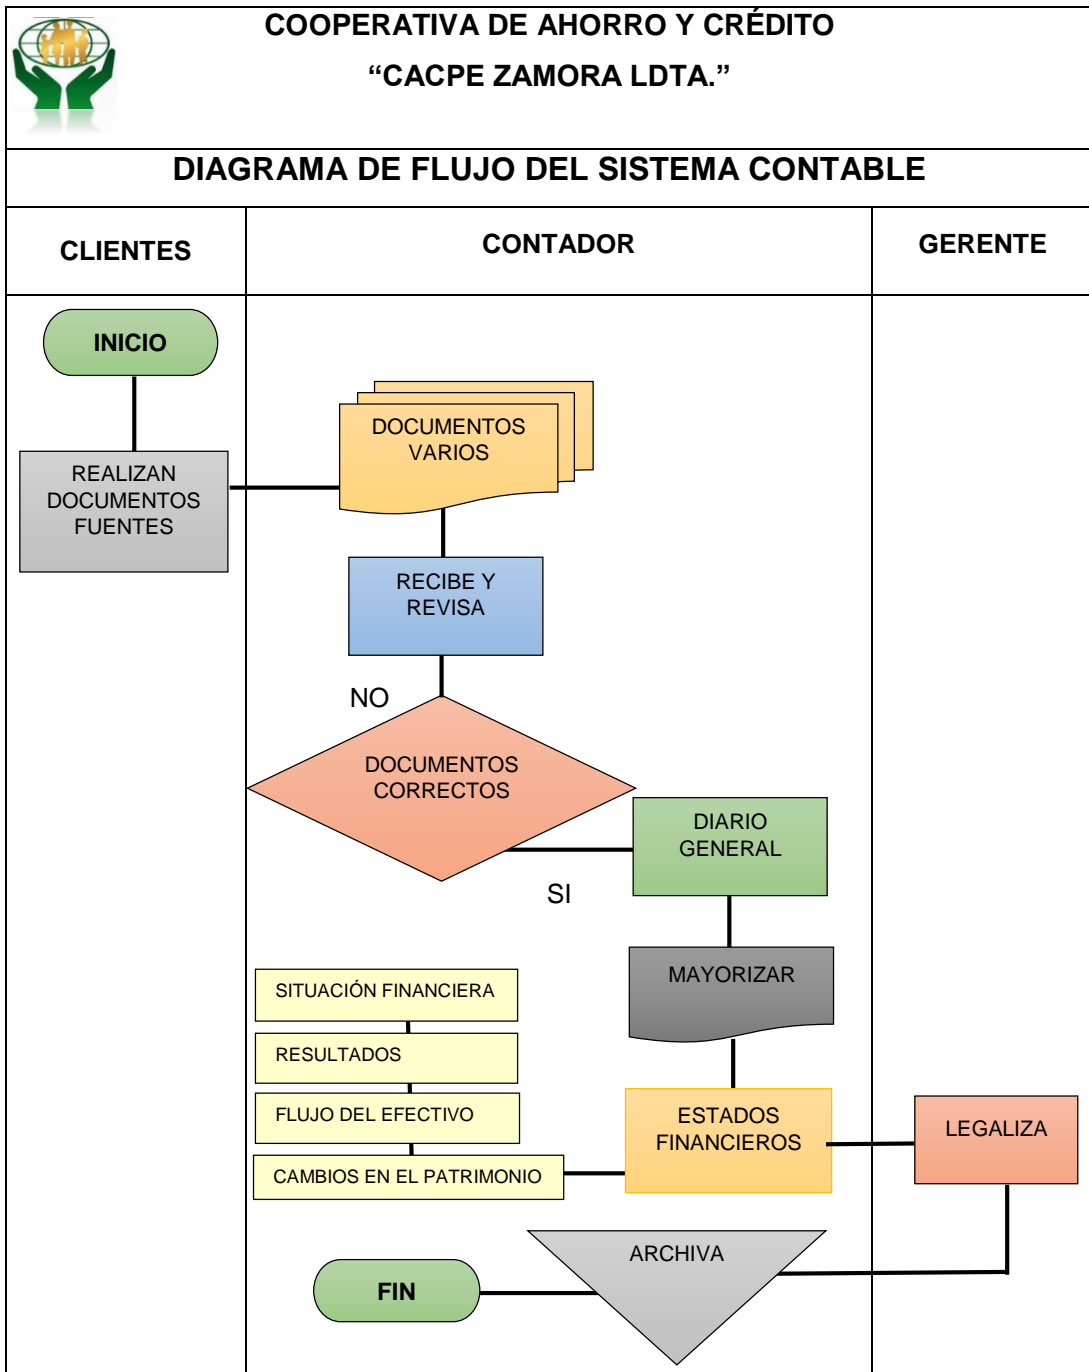 COOPERATIVA DE AHORRO Y CRÉDITO
“CACPE ZAMORA LDTA.”
DIAGRAMA DE FLUJO DEL SISTEMA CONTABLE
CLIENTES
CONTADOR
GERENTE
INICIO
REALIZAN
DOCUMENTOS
FUENTES
DOCUMENTOS
VARIOS
RECIBE Y
REVISA
NO
DOCUMENTOS
CORRECTOS
SI
DIARIO
GENERAL
MAYORIZAR
SITUACIÓN FINANCIERA
RESULTADOS
FLUJO DEL EFECTIVO
CAMBIOS EN EL PATRIMONIO
ESTADOS
FINANCIEROS
LEGALIZA
ARCHIVA
FIN